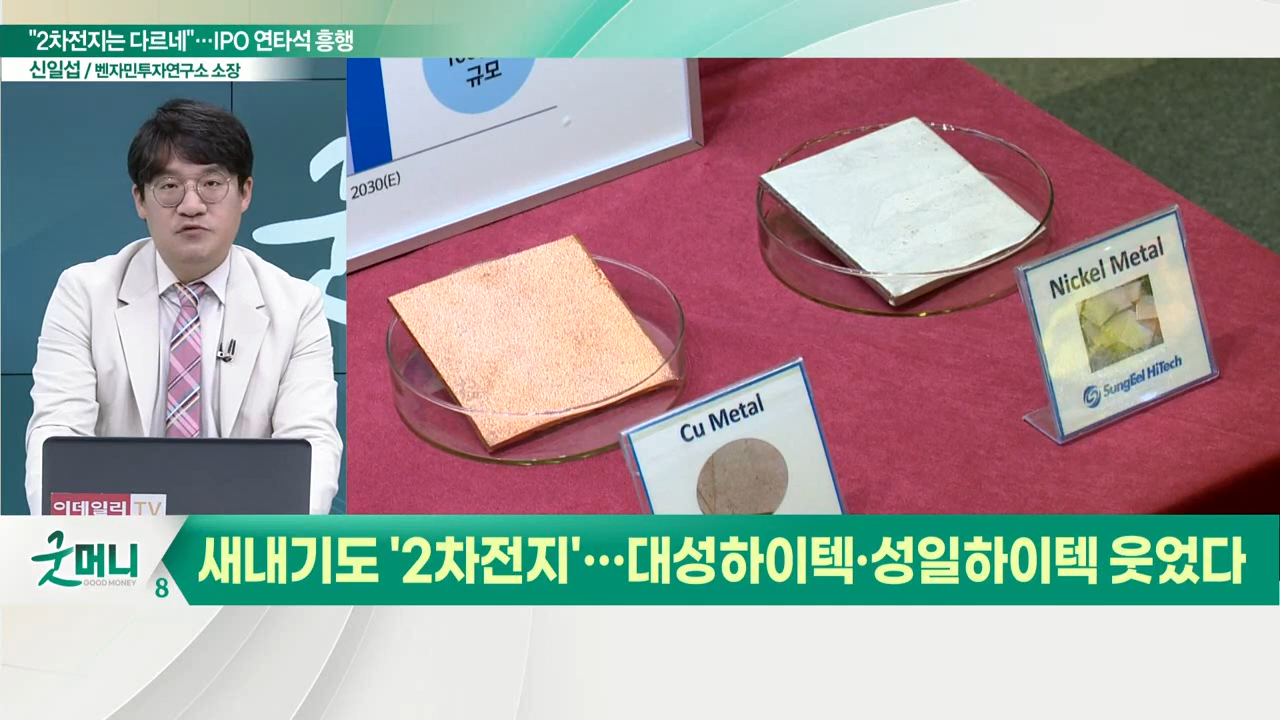 "2차전지는 다르네"…IPO 연타석 흥행
신일섭 / 벤자민투자연구소 소장
규모
2030(E)
Nickel Metal
SungEel HiTech
Cu Metal
이데일리 TV
굿머니
GOOD MONEY
8
새내기도 '2차전지'…대성하이텍·성일하이텍 웃었다